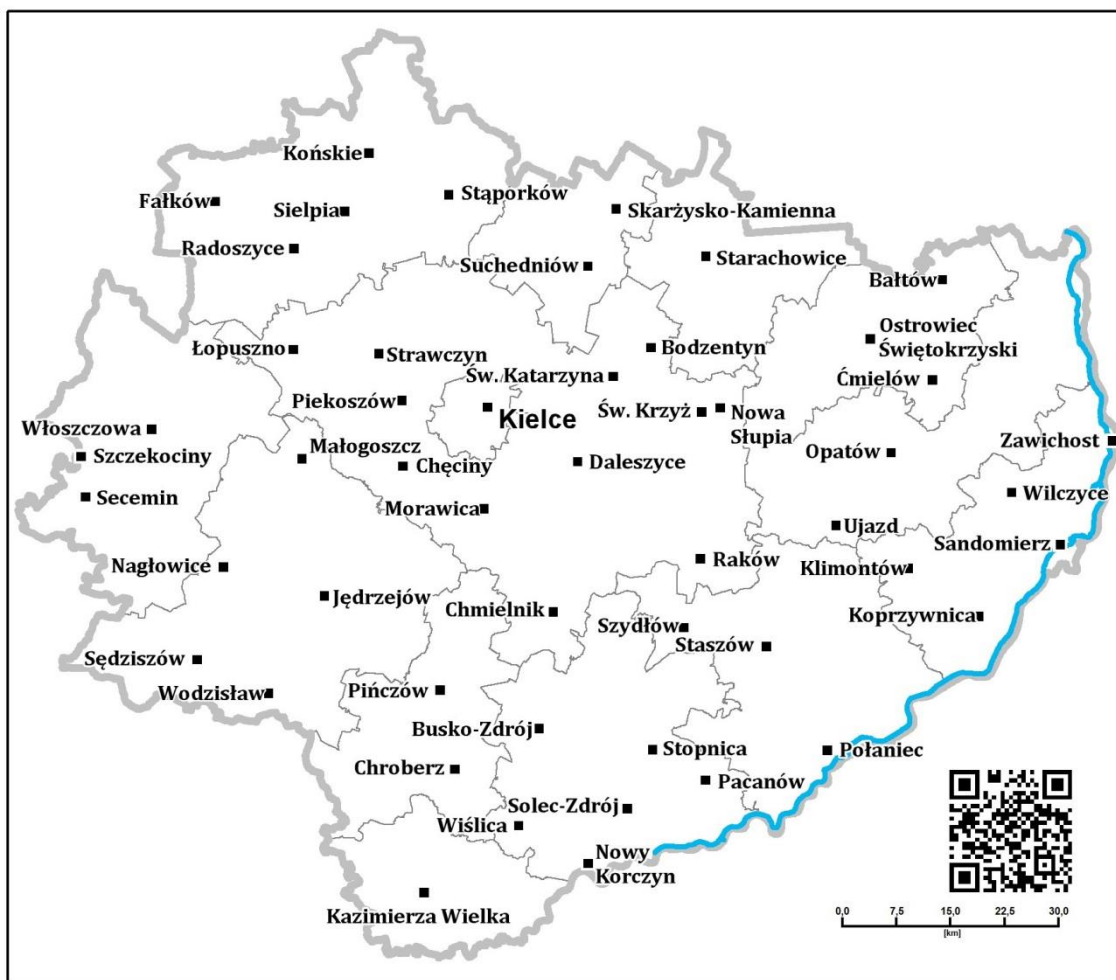 Końskie
Stąporków
Fałków
Sielpia
Skarżysko-Kamienna
Radoszyce
Starachowice
Suchedniów
Bałtów
Ostrowiec
Świętokrzyski
Łopuszno
Strawczyn
Bodzentyn
Św. Katarzyna
Ćmielów
Piekoszów
Kielce
Św. Krzyż
Nowa
Słupia
Włoszczowa
Małogoszcz
Zawichost
Szczekociny
Chęciny
Daleszyce
Opatów
Secemin
Wilczyce
Morawica
Ujazd
Sandomierz
Nagłowice
Raków
Klimontów
Jędrzejów
Chmielnik
Koprzywnica
Szydłów
Staszów
Sędziszów
Wodzisław
Pińczów
Busko-Zdrój
Stopnica
Połaniec
Chroberz
Pacanów
Solec-Zdrój
Wiślica
Nowy
Korczyn
Kazimierza Wielka
0,0 7,5 15,0 22,5 30,0
[km]